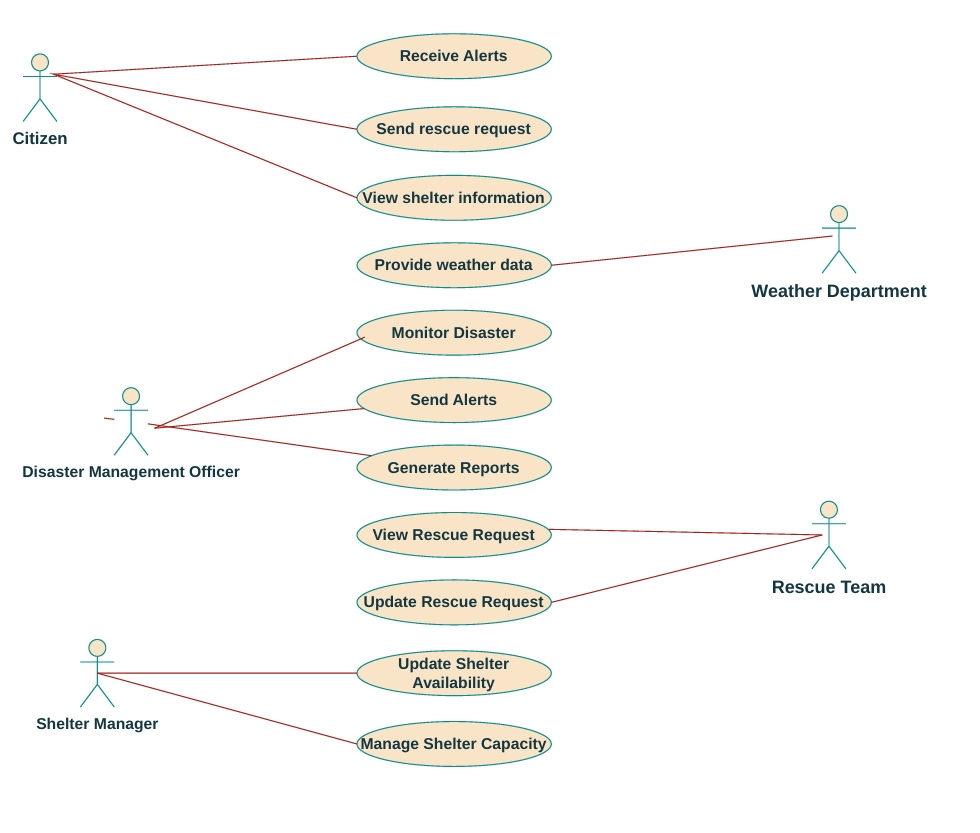 Receive Alerts
Citizen
Send rescue request
View shelter information
Provide weather data
Weather Department
Monitor Disaster
Send Alerts
Disaster Management Officer
Generate Reports
View Rescue Request
Rescue Team
Update Rescue Request
Update Shelter
Availability
Shelter Manager
Manage Shelter Capacity